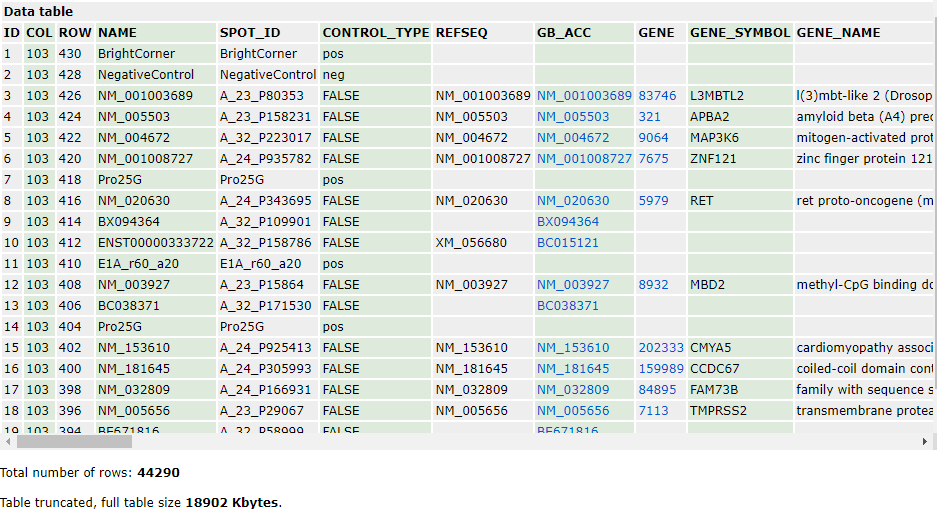 Data table
ID COL ROW NAME SPOT_ID CONTROL_TYPE REFSEQ GB_ACC GENE GENE_SYMBOL GENE_NAME
1 103 430 BrightCorner BrightCorner pos
2 103 428 NegativeControl NegativeControl neg
3 103 426 NM_001003689 A_23_P80353 FALSE NM_001003689 NM_001003689 83746 L3MBTL2 l(3)mbt-like 2 (Drosop
4 103 424 NM_005503 A_23_P158231 FALSE NM_005503 NM_005503 321 APBA2 amyloid beta (A4) prec
5 103 422 NM_004672 A_32_P223017 FALSE NM_004672 NM_004672 9064 MAP3K6 mitogen-activated prot
6 103 420 NM_001008727 A_24_P935782 FALSE NM_001008727 NM_001008727 7675 ZNF121 zinc finger protein 121
7 103 418 Pro25G Pro25G pos
8 103 416 NM_020630 A_24_P343695 FALSE NM_020630 NM_020630 5979 RET ret proto-oncogene (m
9 103 414 BX094364 A_32_P109901 FALSE BX094364
10 103 412 ENST00000333722 A_32_P158786 FALSE XM_056680 BC015121
11 103 410 E1A_r60_a20 E1A_r60_a20 pos
12 103 408 NM_003927 A_23_P15864 FALSE NM_003927 NM_003927 8932 MBD2 methyl-CpG binding do
13 103 406 BC038371 A_32_P171530 FALSE BC038371
14 103 404 Pro25G Pro25G pos
15 103 402 NM_153610 A_24_P925413 FALSE NM_153610 NM_153610 202333 CMYA5 cardiomyopathy associ
16 103 400 NM_181645 A_24_P305993 FALSE NM_181645 NM_181645 159989 CCDC67 coiled-coil domain cont
17 103 398 NM_032809 A_24_P166931 FALSE NM_032809 NM_032809 84895 FAM73B family with sequence s
18 103 396 NM_005656 A_23_P29067 FALSE NM_005656 NM_005656 7113 TMPRSS2 transmembrane protea
19 103 394 BE671816 A_32_P58999 FALSE BE671816
Total number of rows: 44290
Table truncated, full table size 18902 Kbytes.